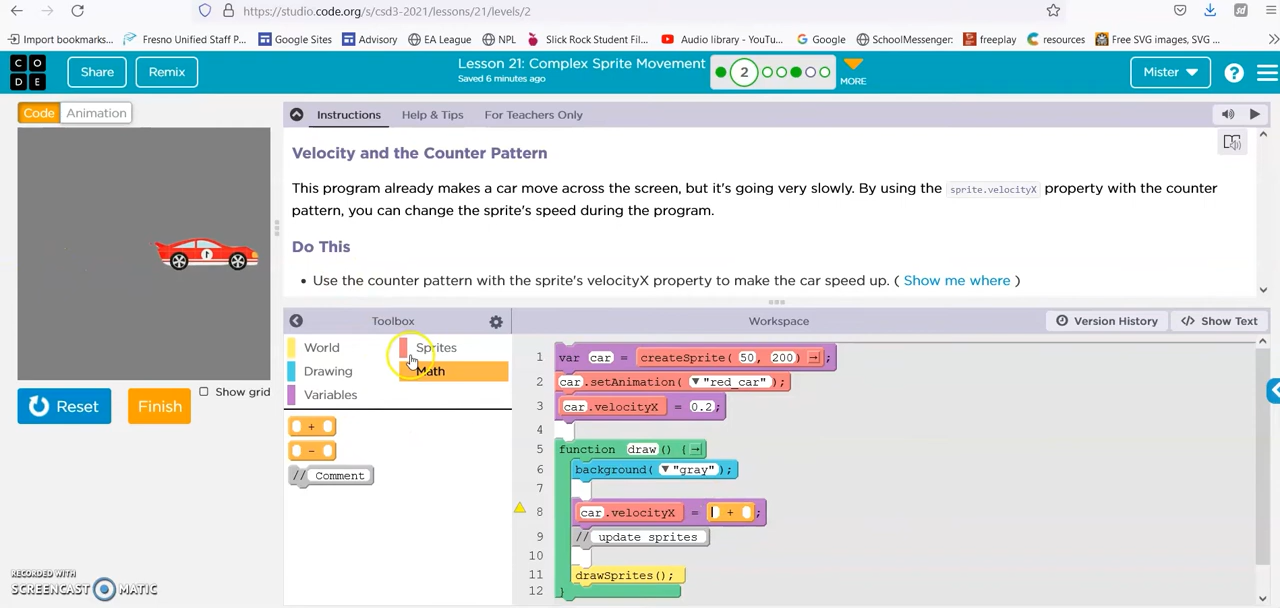 https://studio.code.org/s/csd3-2021/lessons/21/levels/2
Import bookmarks...
Fresno Unified Staff P...
Google Sites
Advisory
EA League
NPL
Slick Rock Student Fil...
Audio library - YouTu...
Google
SchoolMessenger:
freeplay
resources
Free SVG images, SVG ...
C O
D E
Share
Remix
Lesson 21: Complex Sprite Movement
Saved 6 minutes ago
2
MORE
Mister
?
Code
Animation
Instructions
Help & Tips
For Teachers Only
Velocity and the Counter Pattern
This program already makes a car move across the screen, but it's going very slowly. By using the sprite.velocityX property with the counter
pattern, you can change the sprite's speed during the program.
Do This
• Use the counter pattern with the sprite's velocityX property to make the car speed up. ( Show me where )
1
Reset
Finish
Show grid
Toolbox
Workspace
Version History
</> Show Text
World
Sprites
Drawing
Math
Variables
+
-
// Comment
1 var car = createSprite( 50, 200) → ;
2 car.setAnimation( ▼ "red_car" );
3 car.velocityX = 0.2;
4
5 function draw() { →
6 background( ▼ "gray" );
7
8 car.velocityX = + ;
9 // update sprites
10
11 drawSprites();
12 }
RECORDED WITH
SCREENCAST MATIC